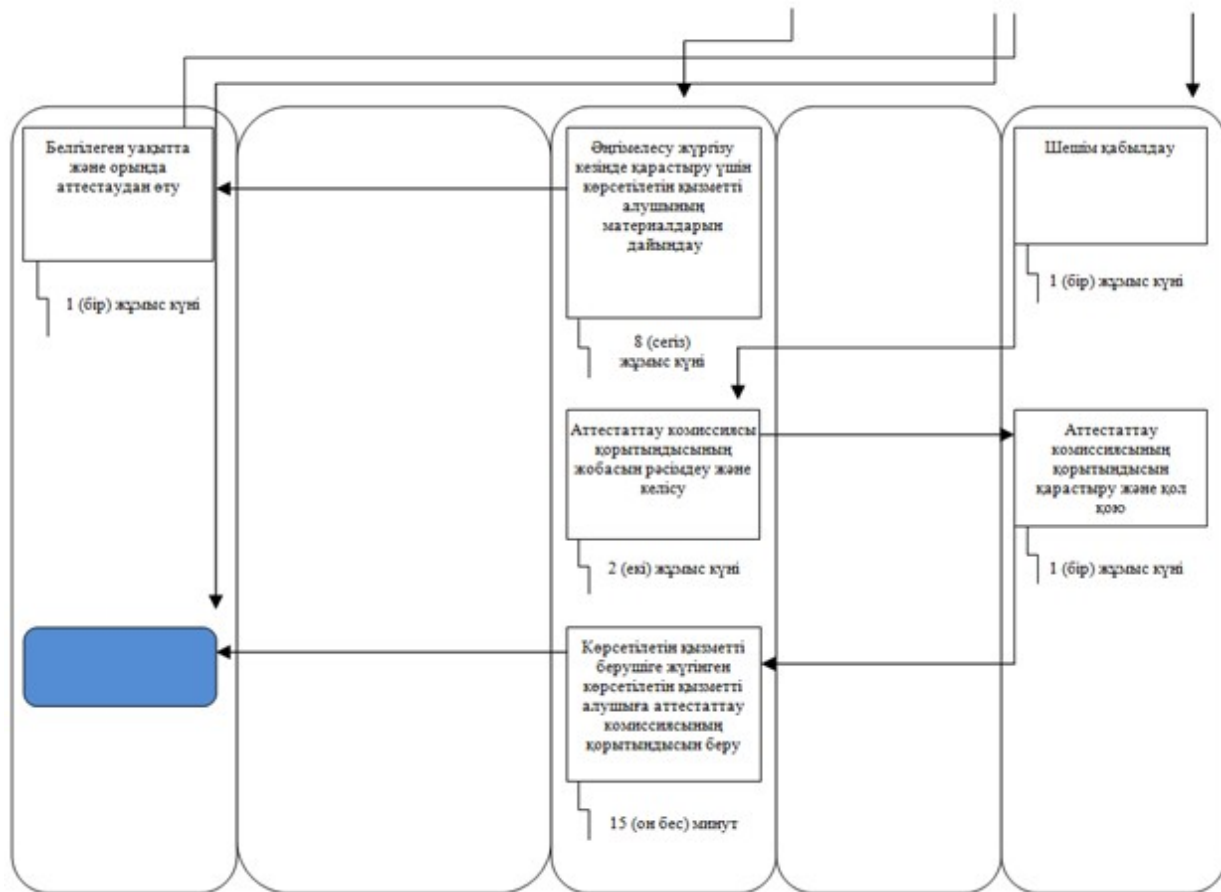 Белгілеген уақытта
және орында
аттестаудан өту
1 (бір) жұмыс күні
Әңгімелесу жүргізу
кезінде қарастыру үшін
көрсетілетін қызметті
алушының
материалдарын
дайындау
8 (сегіз)
жұмыс күні
Шешім қабылдау
1 (бір) жұмыс күні
Аттестаттау комиссиясы
қорытындысының
жобасын рәсімдеу және
келісу
2 (екі) жұмыс күні
Аттестаттау
комиссиясының
қорытындысын
қарастыру және қол
қою
1 (бір) жұмыс күні
Көрсетілетін қызметті
берушіге жүгінген
көрсетілетін қызметті
алушыға аттестаттау
комиссиясының
қорытындысын беру
15 (он бес) минут